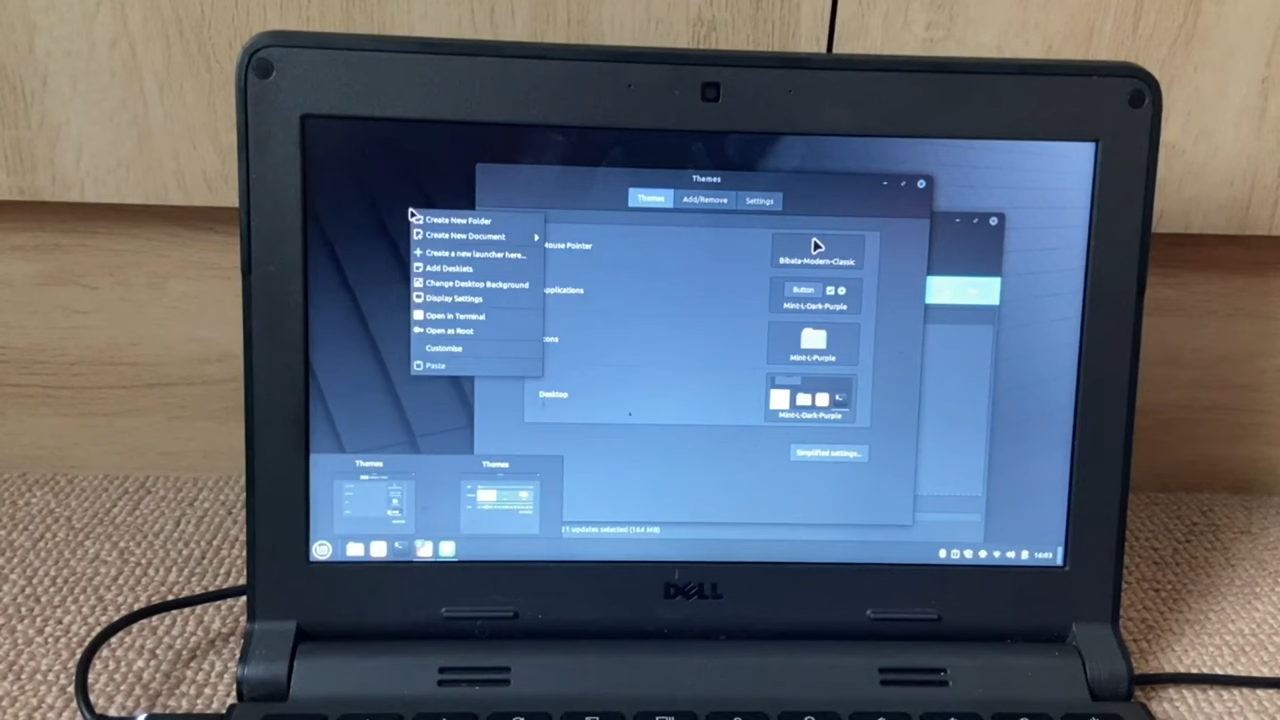 Themes
Themes
Add/Remove
Settings
Create New Folder
Create New Document
Create a new launcher here...
Add Desklets
Change Desktop Background
Display Settings
Open in Terminal
Open as Root
Customise
Paste
Mouse Pointer
Bibata-Modern-Classic
Button
Mint-L-Dark-Purple
Mint-L-Purple
Desktop
Mint-L-Dark-Purple
Simplified settings...
Themes
Themes
updates selected (164 MB)
16:03
DELL